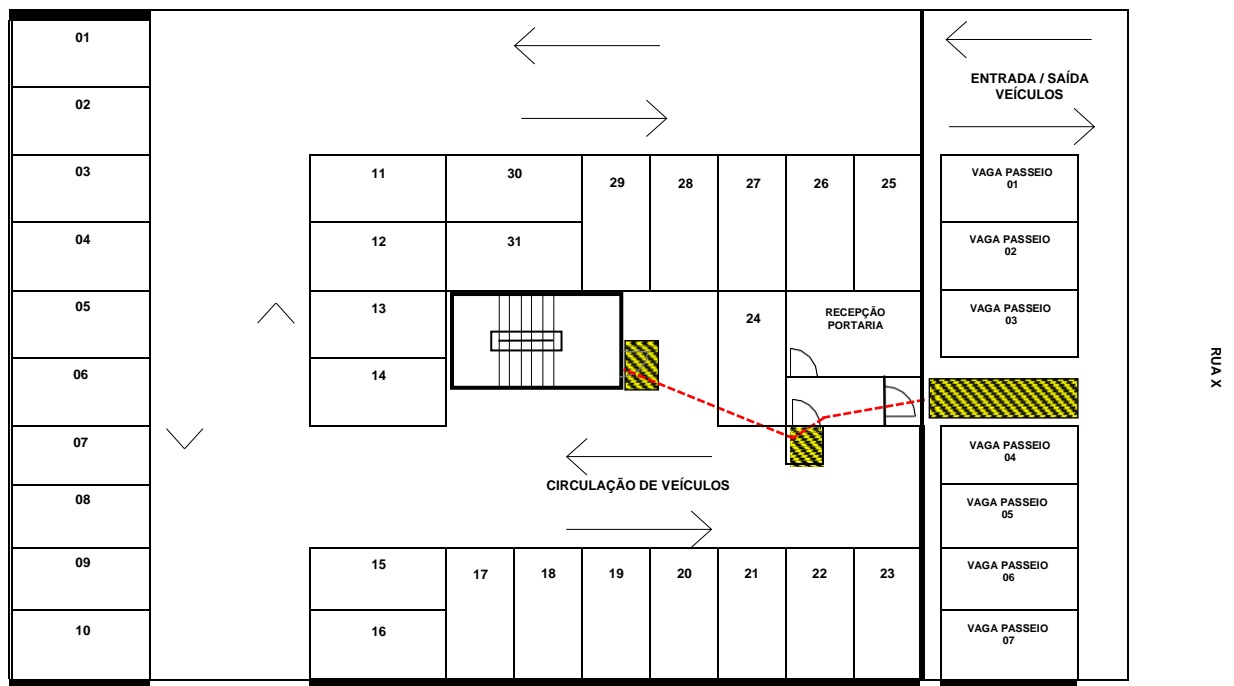 ENTRADA / SAÍDA
VEÍCULOS
01
02
03
04
05
06
07
08
09
10
11
30
29
28
27
26
25
12
31
13
14
24
RECEPÇÃO
PORTARIA
CIRCULAÇÃO DE VEÍCULOS
15
16
17
18
19
20
21
22
23
VAGA PASSEIO
01
VAGA PASSEIO
02
VAGA PASSEIO
03
VAGA PASSEIO
04
VAGA PASSEIO
05
VAGA PASSEIO
06
VAGA PASSEIO
07
RUA X